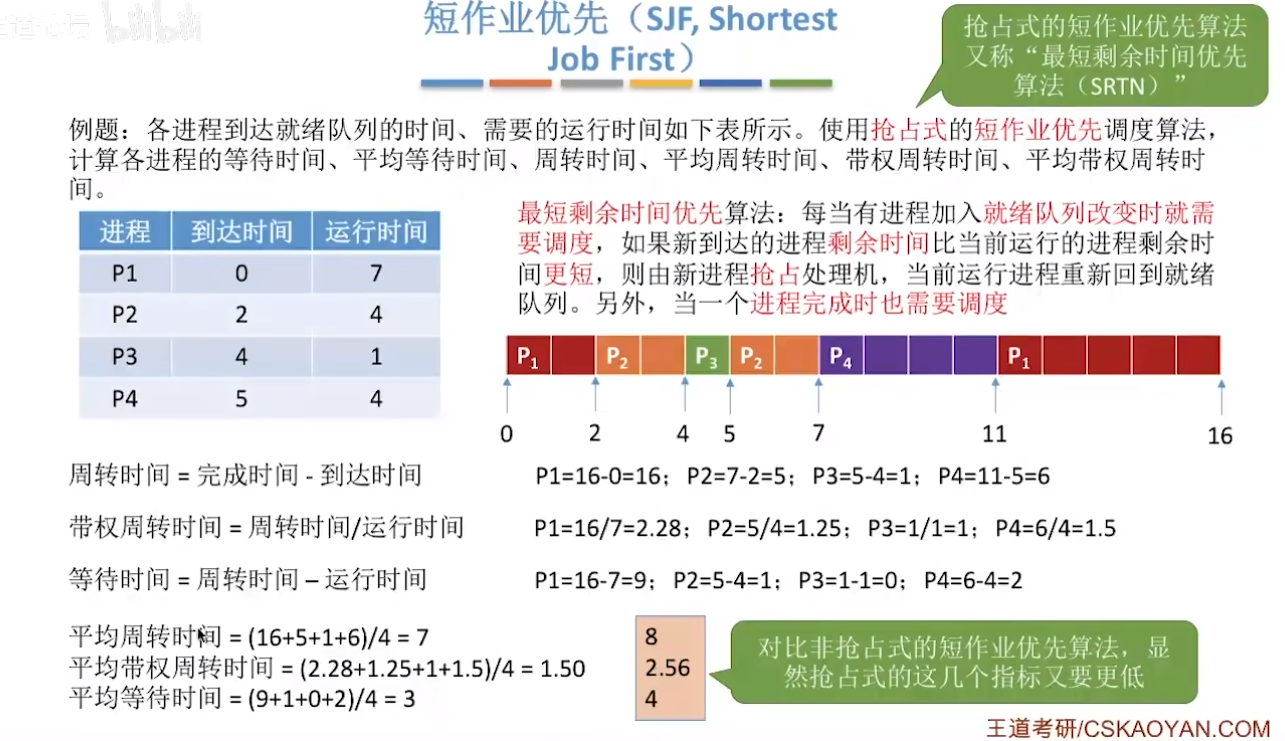 短作业优先（SJF, Shortest
Job First）
抢占式的短作业优先算法
又称“最短剩余时间优先
算法（SRTN）”
例题：各进程到达就绪队列的时间、需要的运行时间如下表所示。使用抢占式的短作业优先调度算法，
计算各进程的等待时间、平均等待时间、周转时间、平均周转时间、带权周转时间、平均带权周转时
间。
进程 到达时间 运行时间
P1 0 7
P2 2 4
P3 4 1
P4 5 4
最短剩余时间优先算法：每当有进程加入就绪队列改变时就需
要调度，如果新到达的进程剩余时间比当前运行的进程剩余时
间更短，则由新进程抢占处理机，当前运行进程重新回到就绪
队列。另外，当一个进程完成时也需要调度
P1 P2 P3 P2 P4 P1
0 2 4 5 7 11 16
周转时间 = 完成时间 - 到达时间 P1=16-0=16；P2=7-2=5；P3=5-4=1；P4=11-5=6
带权周转时间 = 周转时间/运行时间 P1=16/7=2.28；P2=5/4=1.25；P3=1/1=1；P4=6/4=1.5
等待时间 = 周转时间 – 运行时间 P1=16-7=9；P2=5-4=1；P3=1-1=0；P4=6-4=2
平均周转时间 = (16+5+1+6)/4 = 7
平均带权周转时间 = (2.28+1.25+1+1.5)/4 = 1.50
平均等待时间 = (9+1+0+2)/4 = 3
8
2.56
4
对比非抢占式的短作业优先算法，显
然抢占式的这几个指标又要更低
王道考研/CSKAOYAN.COM